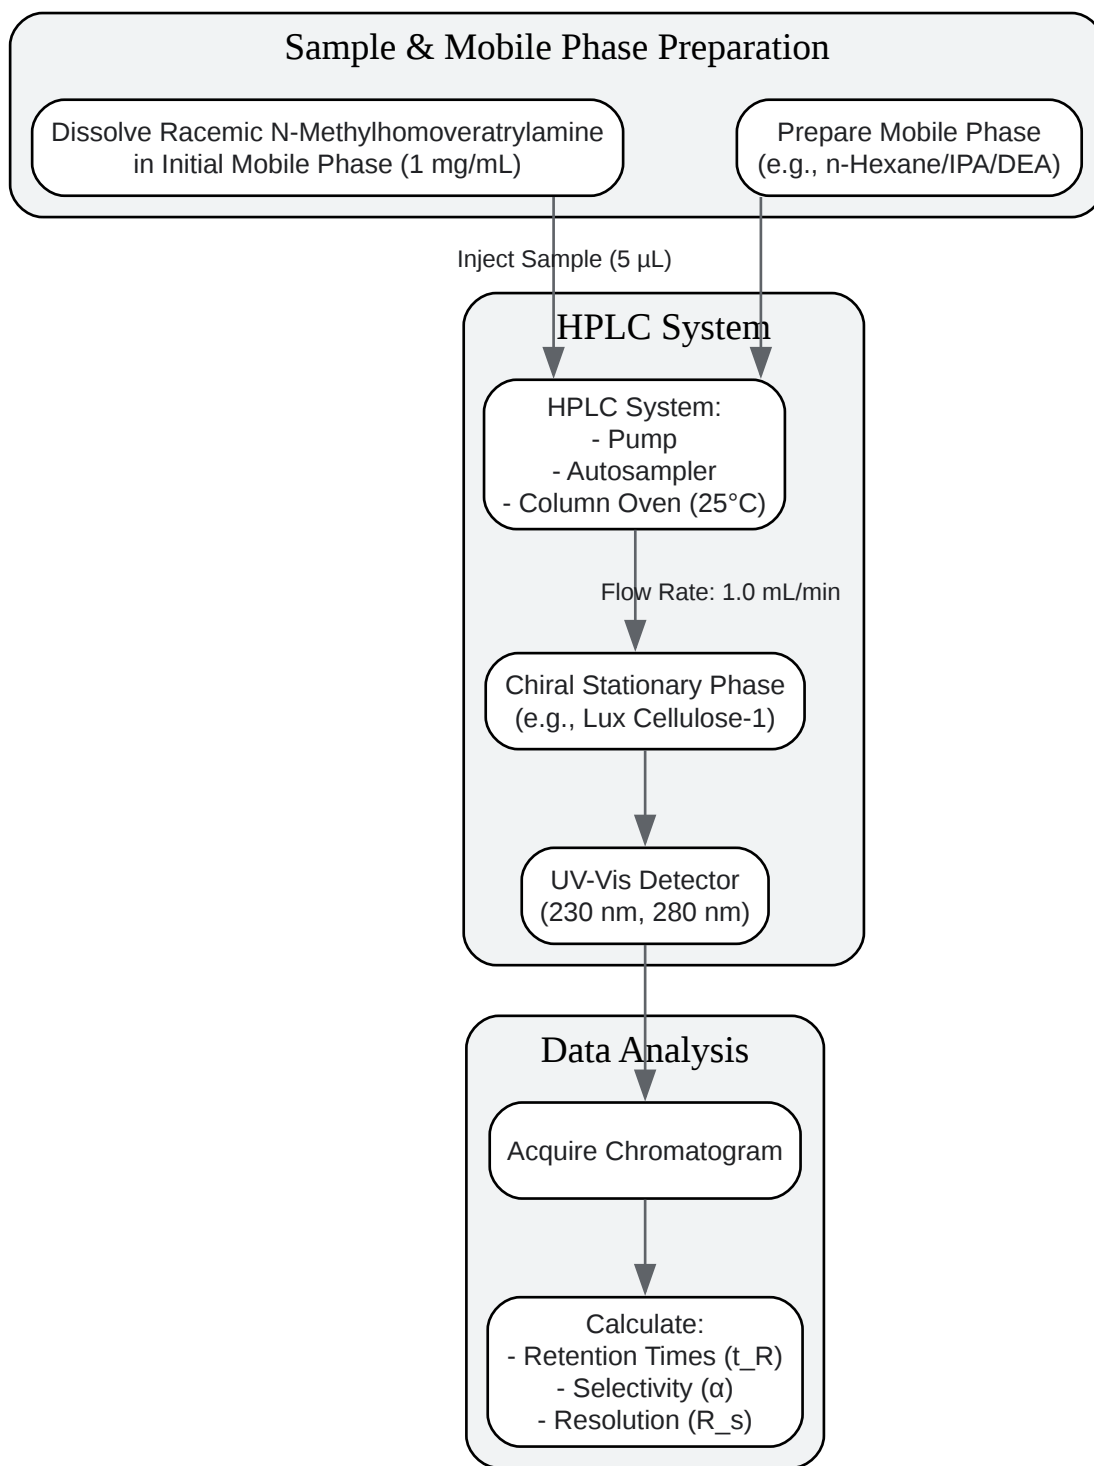 Sample & Mobile Phase Preparation
Dissolve Racemic N-Methylhomoveratrylamine
in Initial Mobile Phase (1 mg/mL)
Prepare Mobile Phase
(e.g., n-Hexane/IPA/DEA)
Inject Sample (5 µL)
HPLC System
HPLC System:
- Pump
- Autosampler
- Column Oven (25°C)
Flow Rate: 1.0 mL/min
Chiral Stationary Phase
(e.g., Lux Cellulose-1)
UV-Vis Detector
(230 nm, 280 nm)
Data Analysis
Acquire Chromatogram
Calculate:
- Retention Times (t_R)
- Selectivity (α)
- Resolution (R_s)